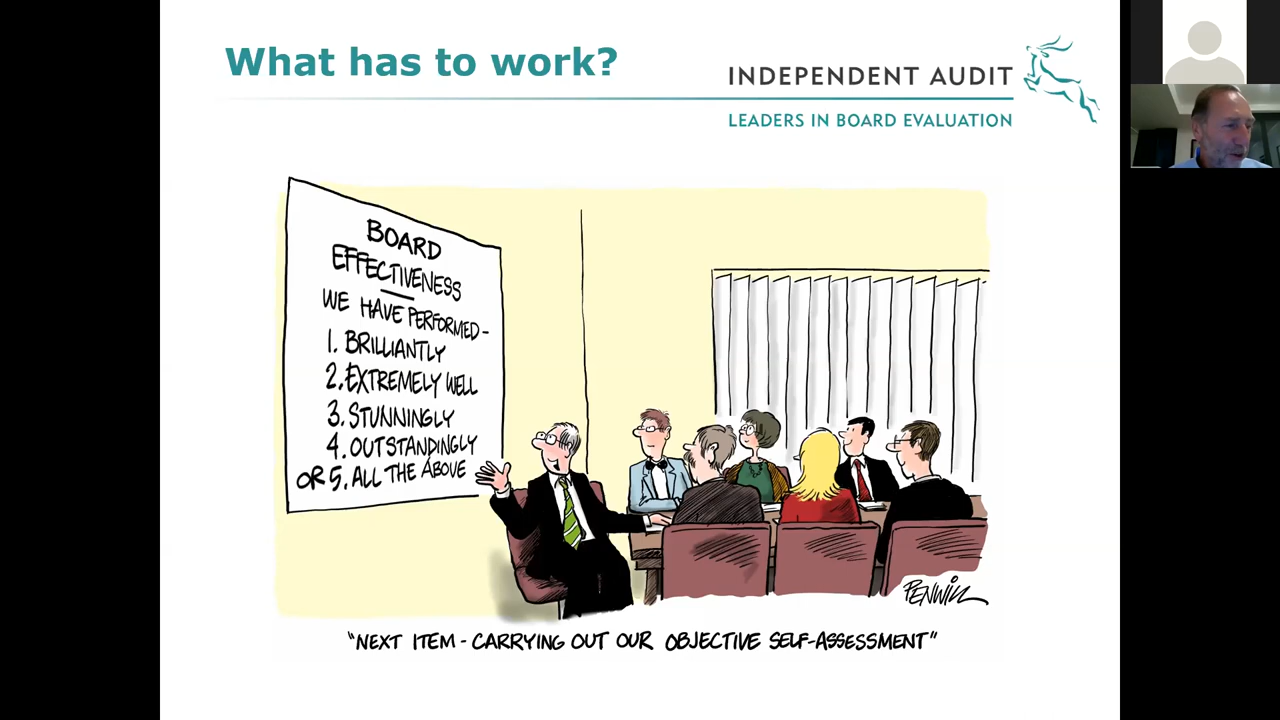 What has to work?
INDEPENDENT AUDIT
LEADERS IN BOARD EVALUATION
BOARD
EFFECTIVENESS
WE HAVE PERFORMED-
1. BRILLIANTLY
2. EXTREMELY WELL
3. STUNNINGLY
4. OUTSTANDINGLY
OR 5. ALL THE ABOVE
PENWILL
"NEXT ITEM - CARRYING OUT OUR OBJECTIVE SELF-ASSESSMENT"